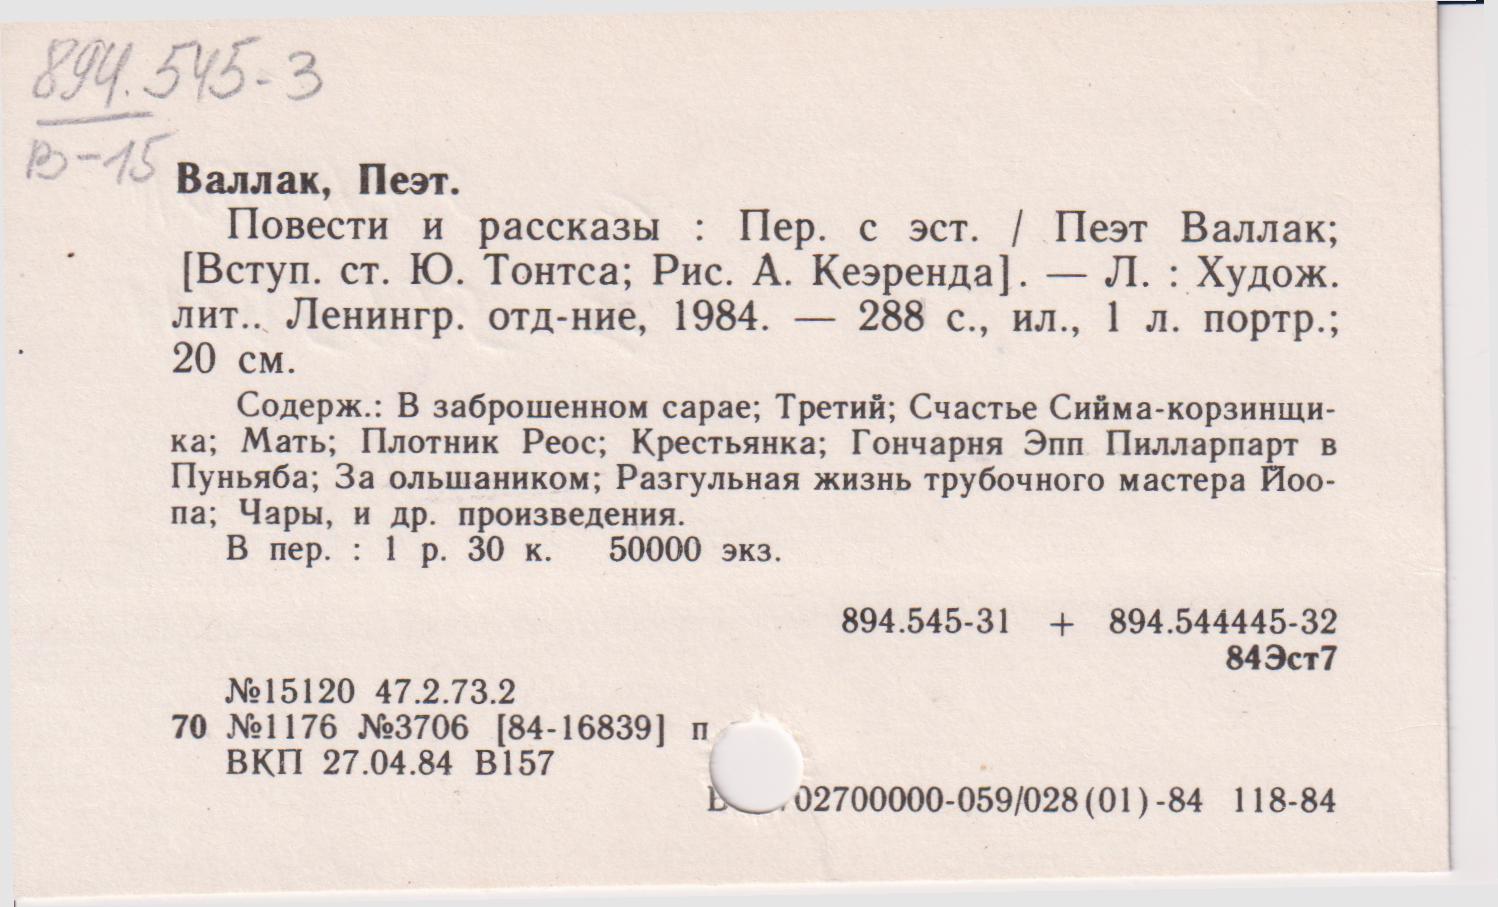 894.545-3
В-15
Валлак, Пеэт.
Повести и рассказы : Пер. с эст. / Пеэт Валлак;
[Вступ. ст. Ю. Тонтса; Рис. А. Кеэренда]. — Л. : Худож.
лит.. Ленингр. отд-ние, 1984. — 288 с., ил., 1 л. портр.;
20 см.
Содерж.: В заброшенном сарае; Третий; Счастье Сийма-корзинщи-
ка; Мать; Плотник Реос; Крестьянка; Гончарня Эпп Пилларпарт в
Пуньяба; За ольшаником; Разгульная жизнь трубочного мастера Йоо-
па; Чары, и др. произведения.
В пер. : 1 р. 30 к. 50000 экз.
894.545-31 + 894.544445-32
84Эст7
№15120 47.2.73.2
70 №1176 №3706 [84-16839] п
ВКП 27.04.84 В157
02700000-059/028(01)-84 118-84